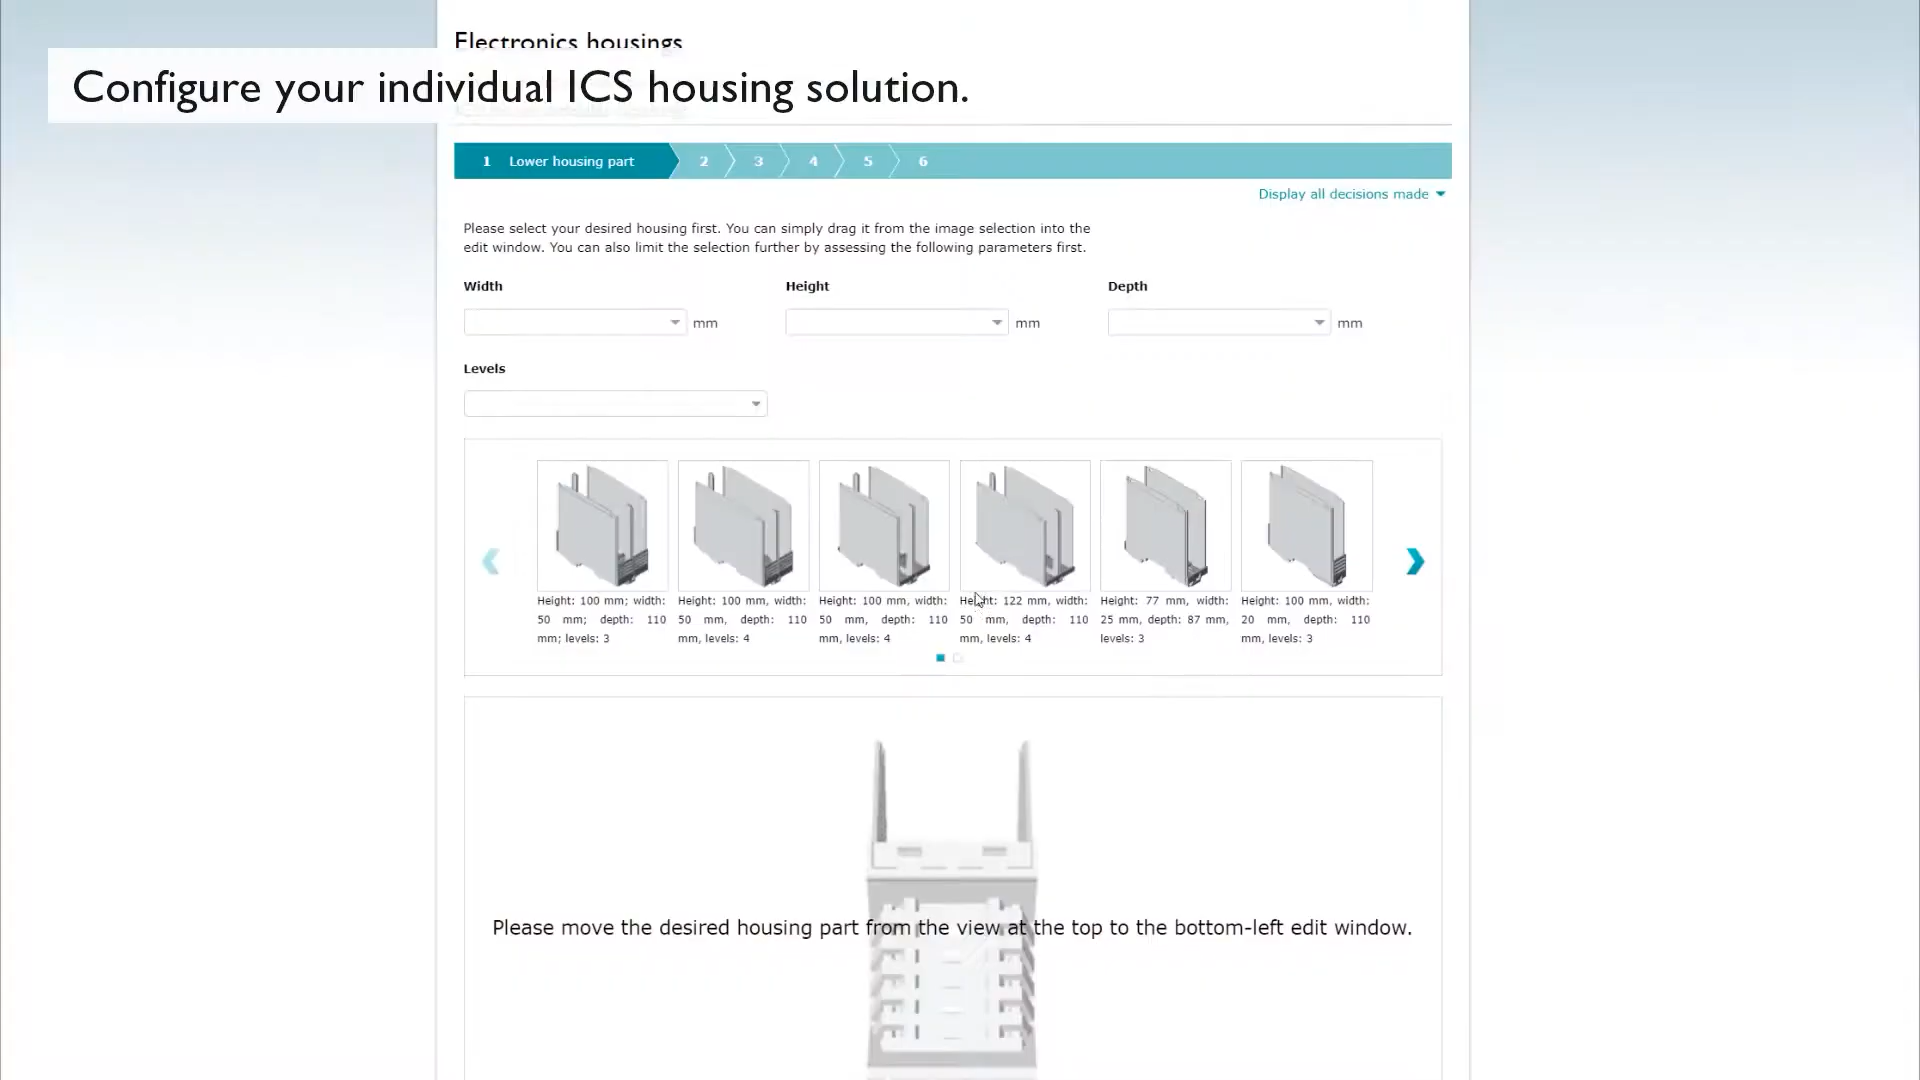 Electronics housings
Configure your individual ICS housing solution.
1 Lower housing part 2 3 4 5 6
Display all decisions made
Please select your desired housing first. You can simply drag it from the image selection into the
edit window. You can also limit the selection further by assessing the following parameters first.
Width Height Depth
mm mm mm
Levels
Height: 100 mm; width:
50 mm; depth: 110
mm; levels: 3
Height: 100 mm, width:
50 mm, depth: 110
mm, levels: 4
Height: 100 mm, width:
50 mm, depth: 110
mm, levels: 4
Height: 122 mm, width:
50 mm, depth: 110
mm, levels: 4
Height: 77 mm, width:
25 mm, depth: 87 mm,
levels: 3
Height: 100 mm, width:
20 mm, depth: 110
mm, levels: 3
Please move the desired housing part from the view at the top to the bottom-left edit window.